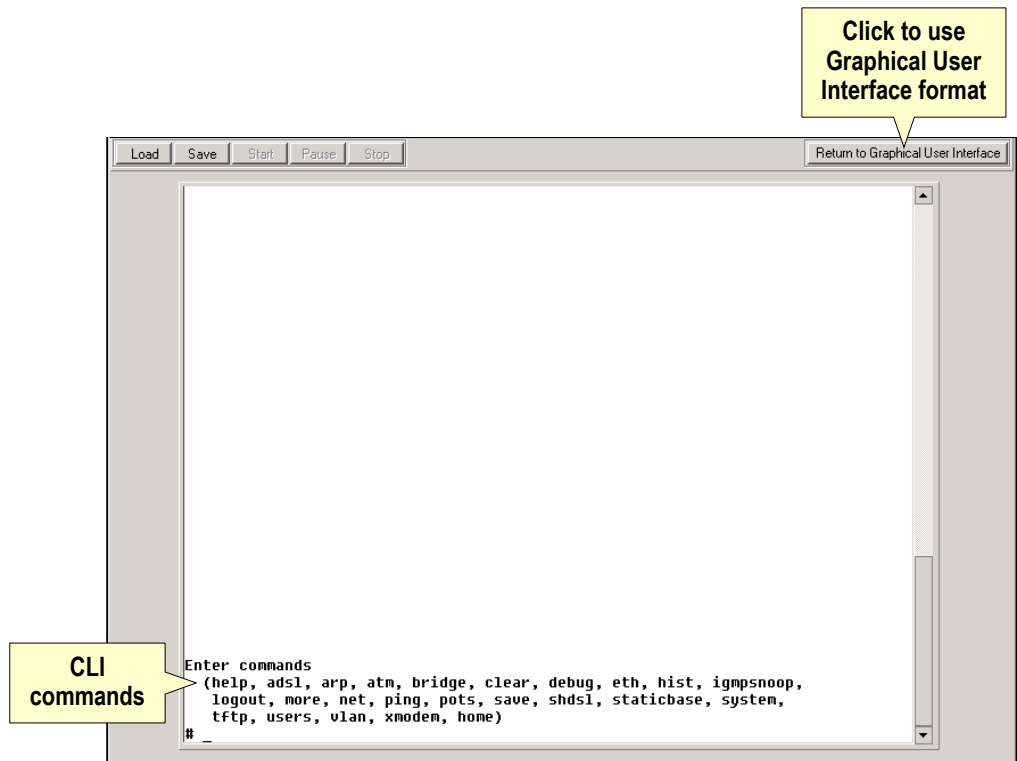 Click to use
Graphical User
Interface format
Load Save Start Pause Stop Return to Graphical User Interface
CLI
commands
Enter commands
(help, adsl, arp, atm, bridge, clear, debug, eth, hist, igmpsnoop,
logout, more, net, ping, pots, save, shdsl, staticbase, system,
tftp, users, vlan, xmodem, home)
# _